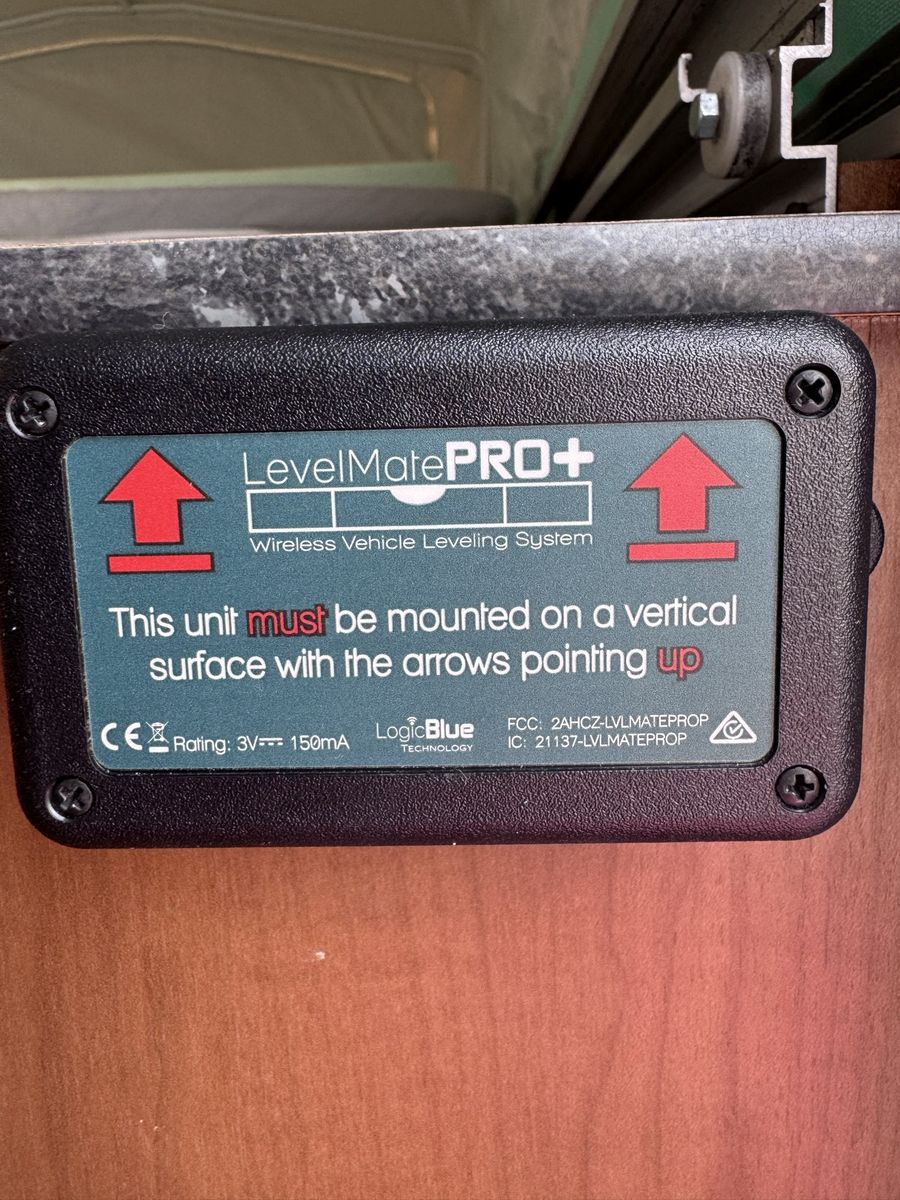 LevelMatePRO+
Wireless Vehicle Leveling System
This unit must be mounted on a vertical
surface with the arrows pointing up
CE Rating: 3V⎓ 150mA
LogicBlue
TECHNOLOGY
FCC: 2AHCZ-LVLMATEPROP
IC: 21137-LVLMATEPROP